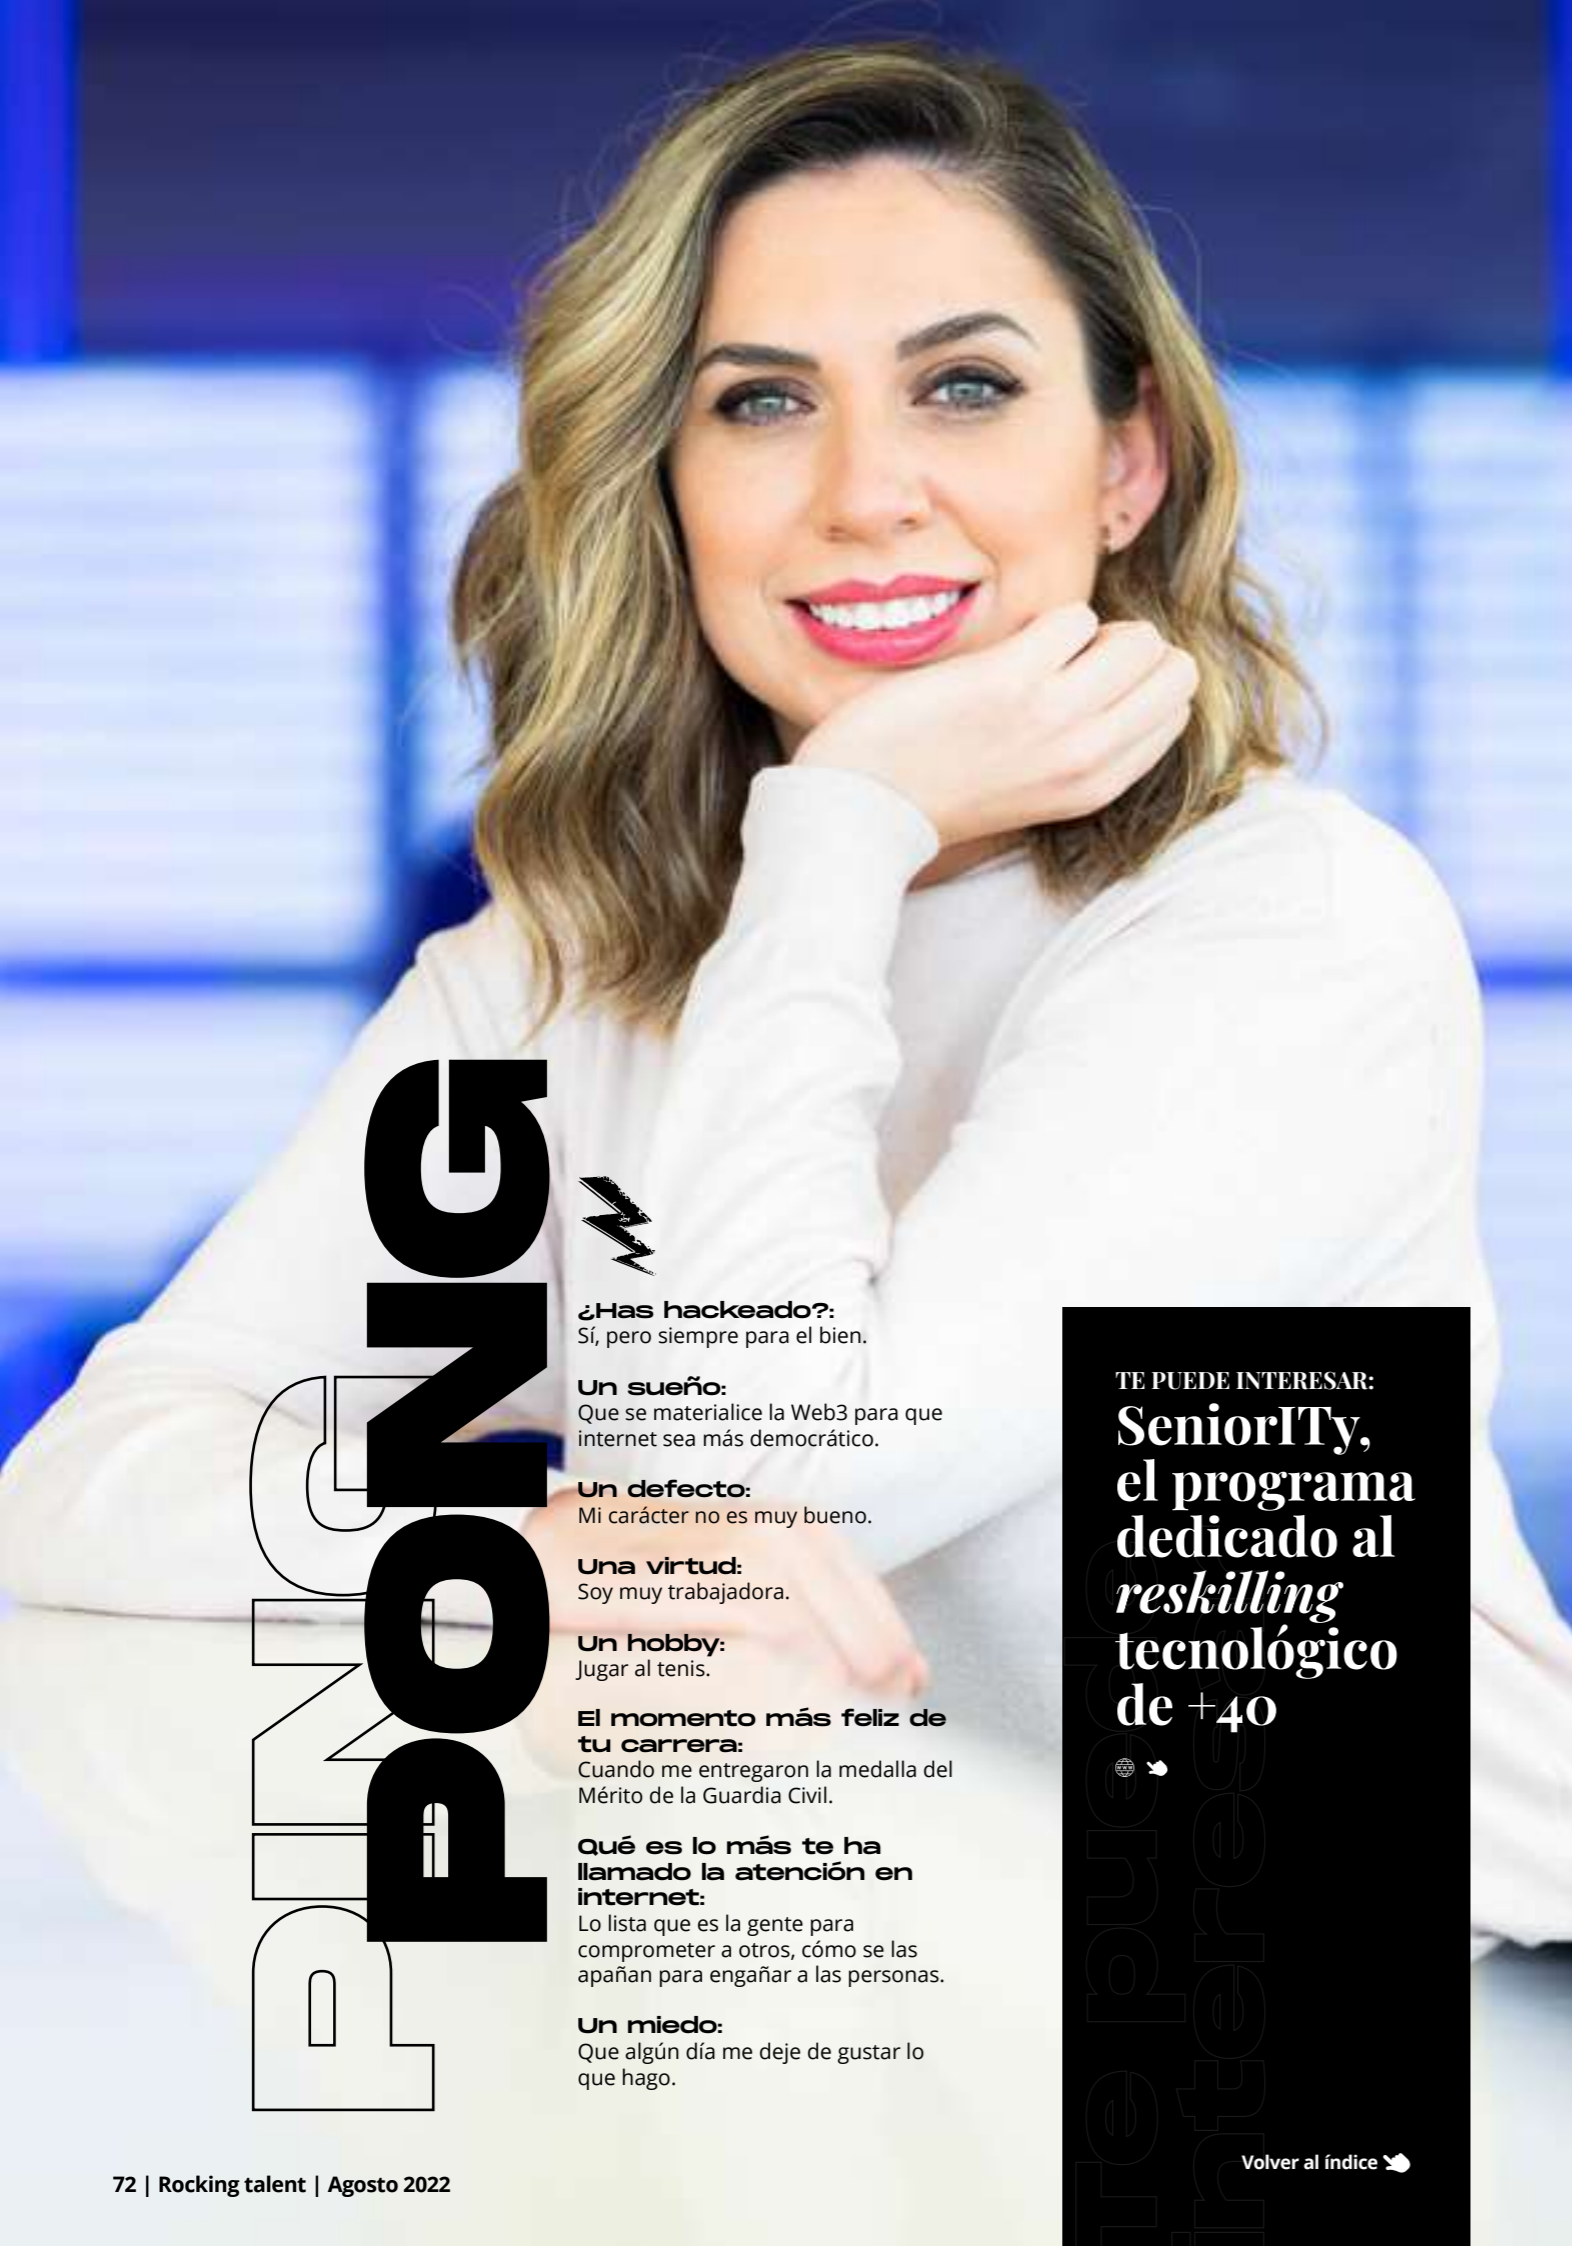 PING
PONG
¿Has hackeado?:
Sí, pero siempre para el bien.
Un sueño:
Que se materialice la Web3 para que
internet sea más democrático.
Un defecto:
Mi carácter no es muy bueno.
Una virtud:
Soy muy trabajadora.
Un hobby:
Jugar al tenis.
El momento más feliz de
tu carrera:
Cuando me entregaron la medalla del
Mérito de la Guardia Civil.
Qué es lo más te ha
llamado la atención en
internet:
Lo lista que es la gente para
comprometer a otros, cómo se las
apañan para engañar a las personas.
Un miedo:
Que algún día me deje de gustar lo
que hago.
TE PUEDE INTERESAR:
SeniorITy,
el programa
dedicado al
reskilling
tecnológico
de +40
Te puede
interesa
Volver al índice
72 | Rocking talent | Agosto 2022